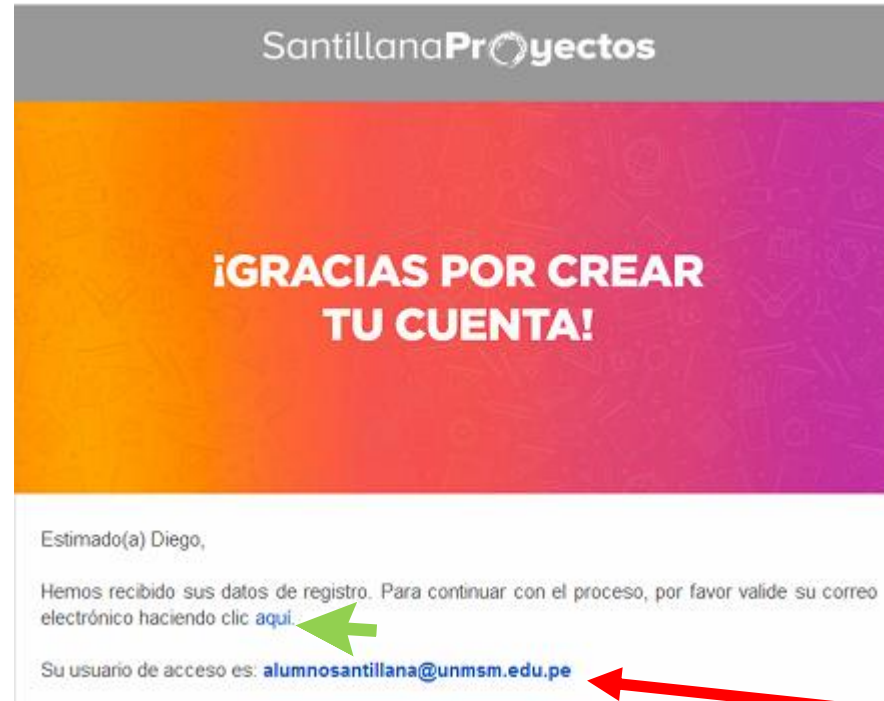 SantillanaProyectos
¡GRACIAS POR CREAR
TU CUENTA!
Estimado(a) Diego,
Hemos recibido sus datos de registro. Para continuar con el proceso, por favor valide su correo
electrónico haciendo clic aquí.
Su usuario de acceso es: alumnosantillana@unmsm.edu.pe